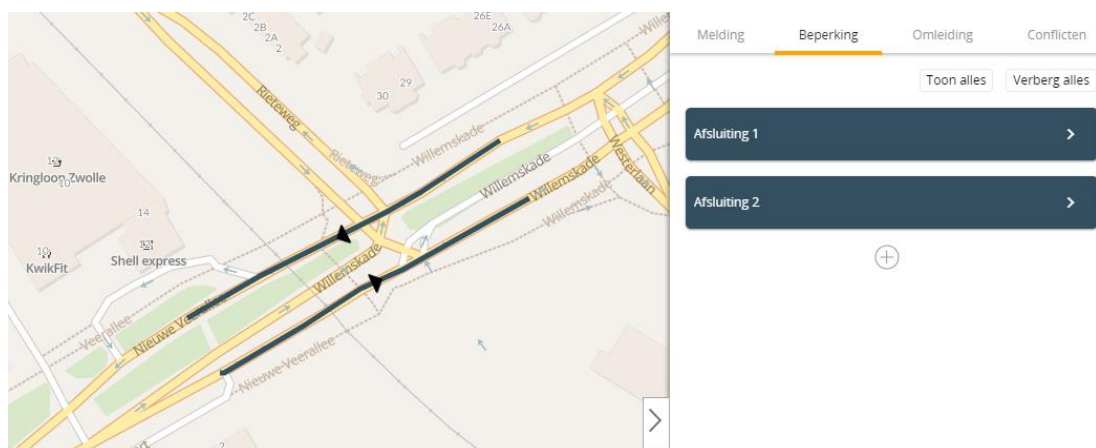 Melding
Beperking
Omleiding
Conflicten
Toon alles
Verberg alles
Afsluiting 1
Afsluiting 2
2C
2B
2A
2
26E
26A
29
30
Rieteweg
Rieteweg
Willemskade
Willemskade
Willemskade
Willemskade
Willemskade
Westerlaan
Kringloop Zwolle
10
14
KwikFit
Shell express
Veerallee
Nieuwe Veerallee
Nieuwe Veerallee
2